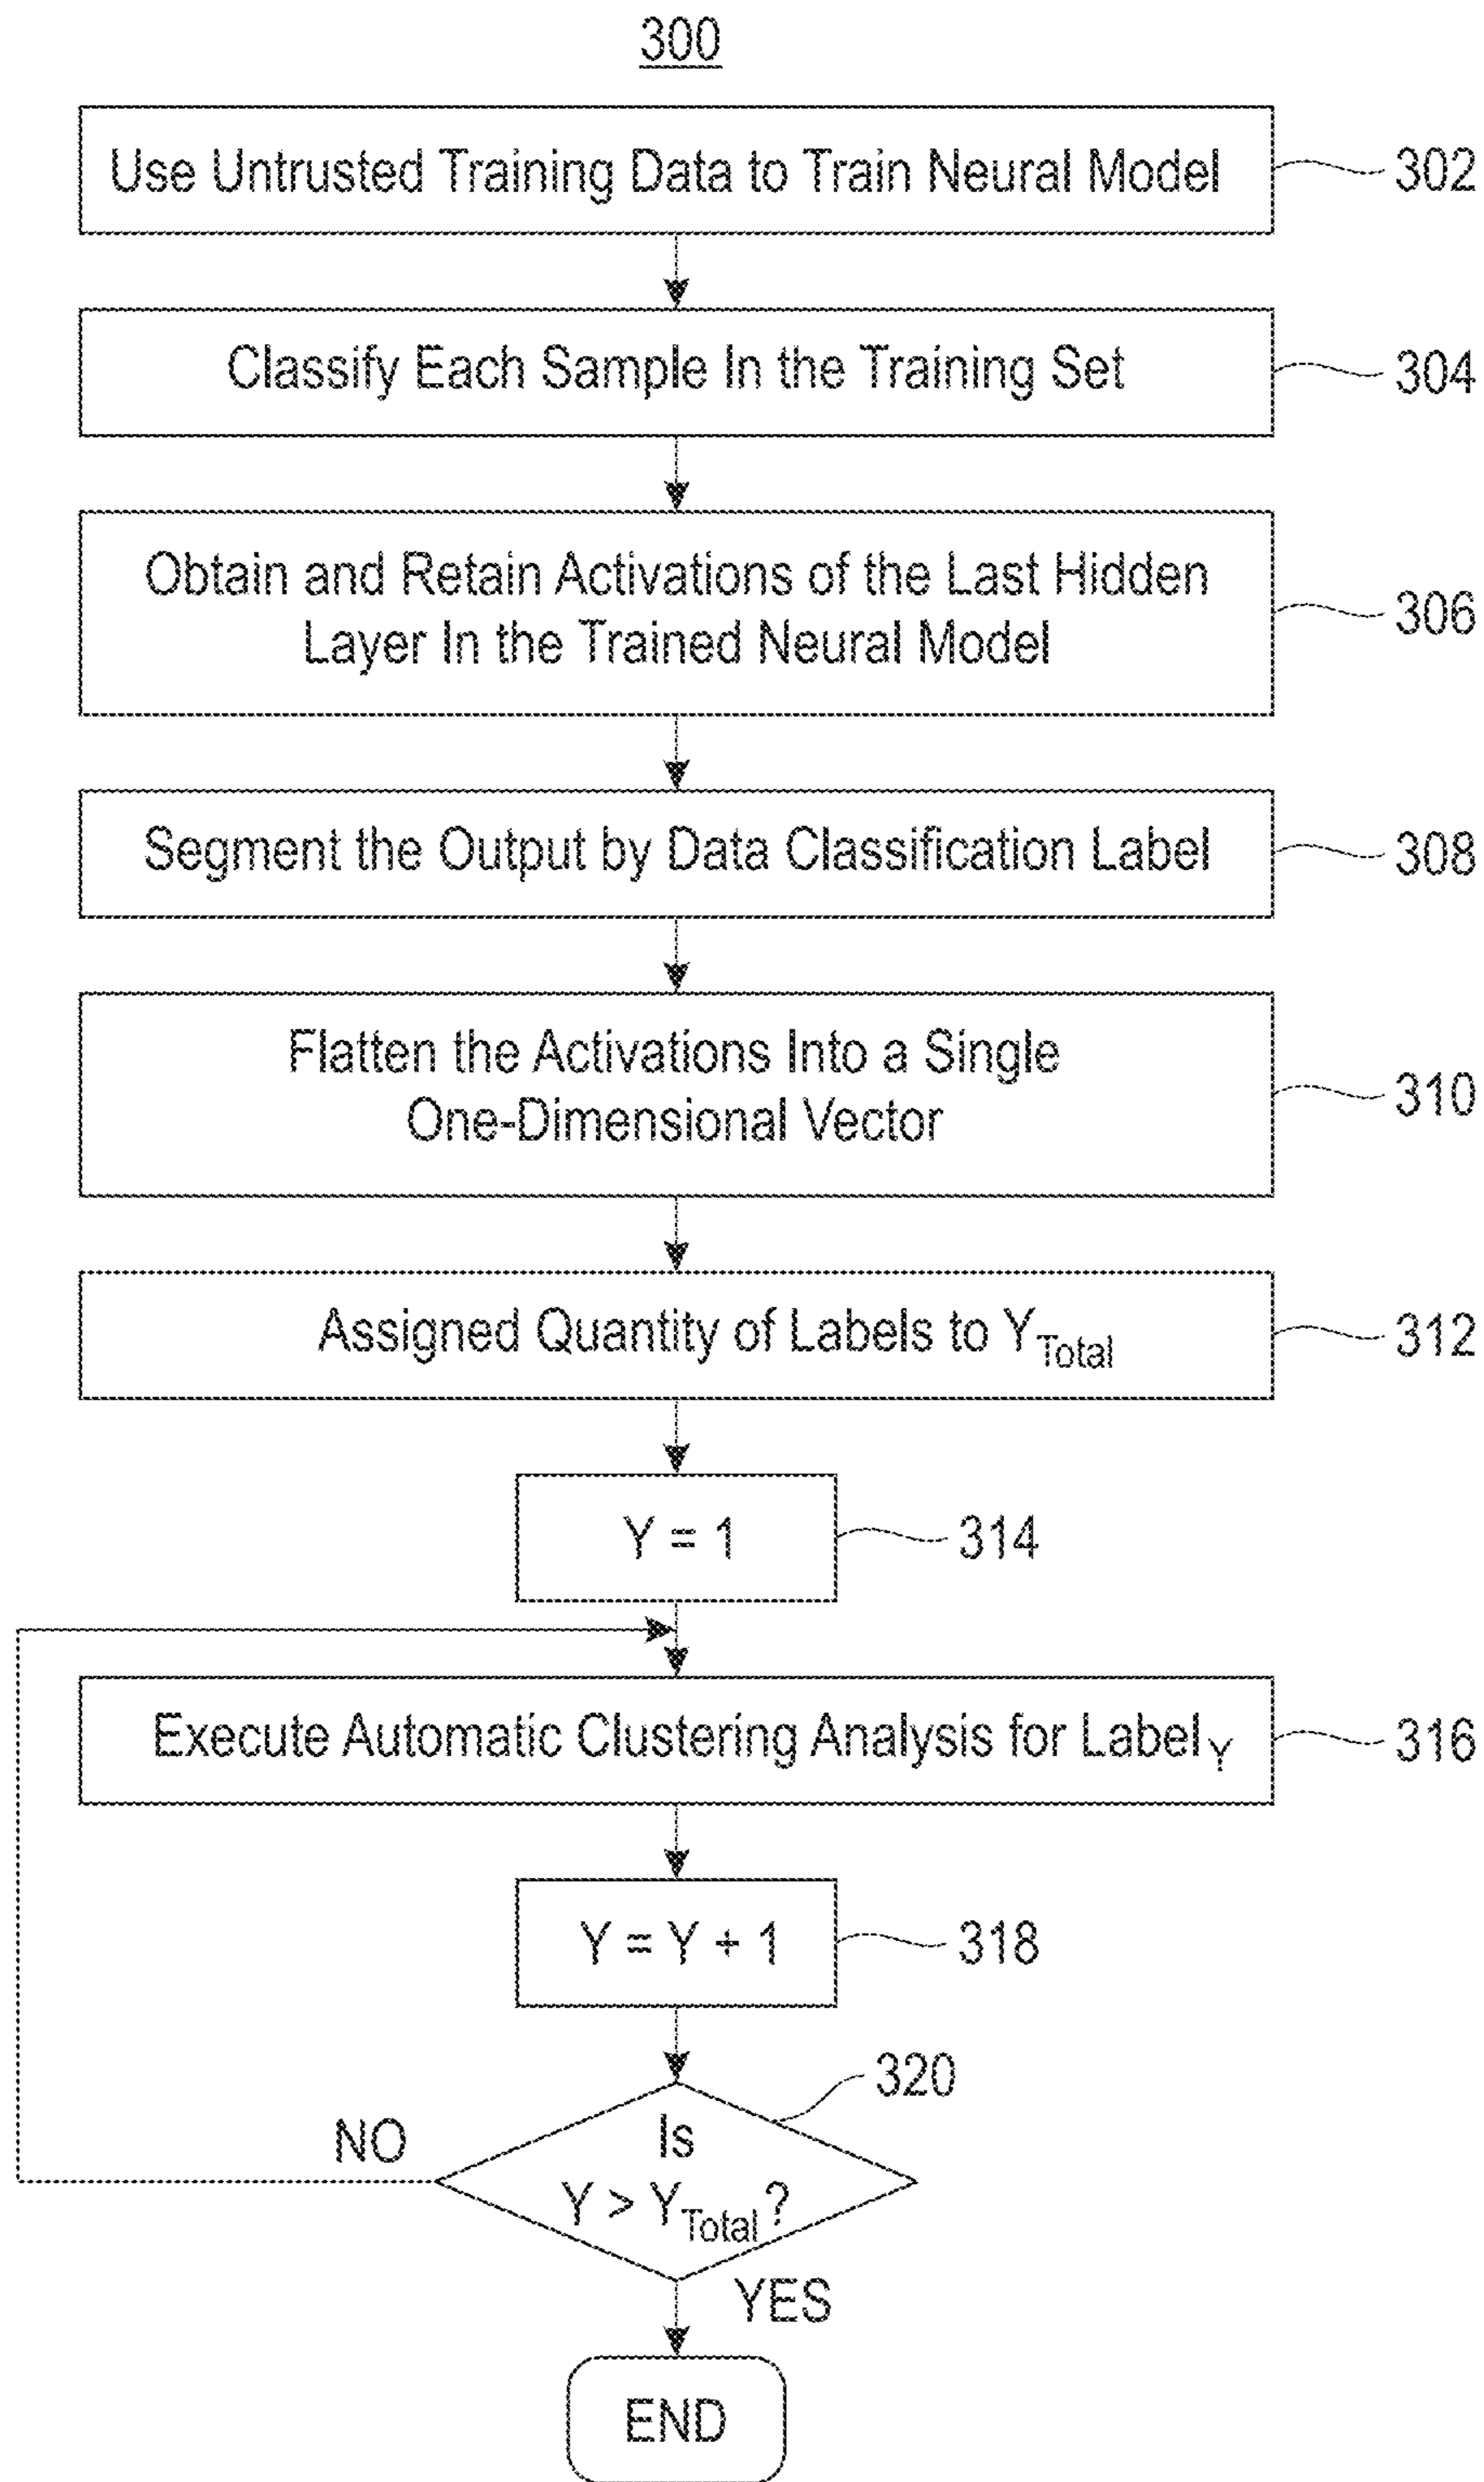 300
Use Untrusted Training Data to Train Neural Model
302
Classify Each Sample In the Training Set
304
Obtain and Retain Activations of the Last Hidden
Layer In the Trained Neural Model
306
Segment the Output by Data Classification Label
308
Flatten the Activations Into a Single
One-Dimensional Vector
310
Assigned Quantity of Labels to Y_Total
312
Y = 1
314
Execute Automatic Clustering Analysis for Label_Y
316
Y = Y + 1
318
320
NO
Is
Y > Y_Total ?
YES
END